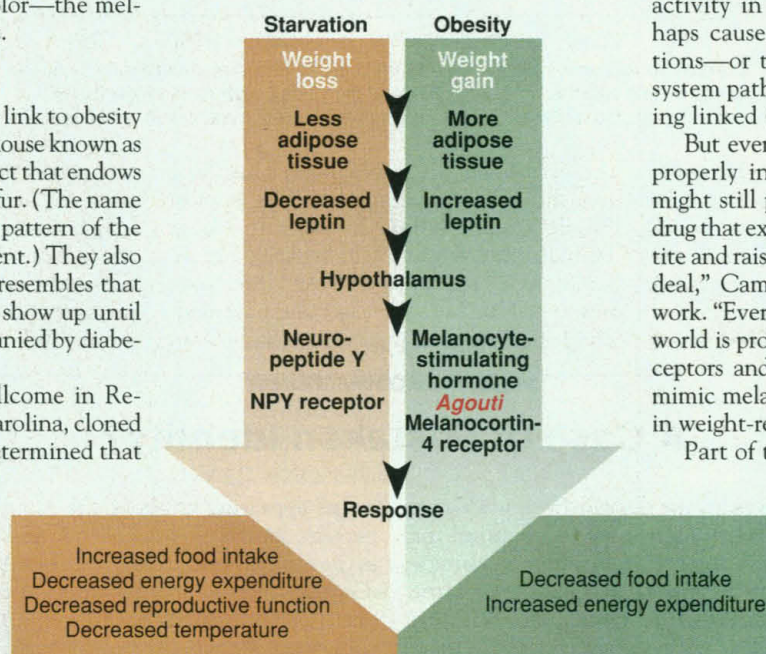 olor—the mel-
s.
link to obesity
ouse known as
ct that endows
fur. (The name
pattern of the
ent.) They also
resembles that
show up until
anied by diabe-
llcome in Re-
arolina, cloned
etermined that
Starvation
Weight
loss
Less
adipose
tissue
Decreased
leptin
Obesity
Weight
gain
More
adipose
tissue
Increased
leptin
Hypothalamus
Neuro-
peptide Y
NPY receptor
Melanocyte-
stimulating
hormone
Agouti
Melanocortin-
4 receptor
Response
Increased food intake
Decreased energy expenditure
Decreased reproductive function
Decreased temperature
Decreased food intake
Increased energy expenditure
activity in
haps cause
tions—or t
system path
ing linked
But ever
properly in
might still p
drug that ex
tite and rais
deal,” Cam
work. “Ever
world is pro
ceptors and
mimic mela
in weight-re
Part of t